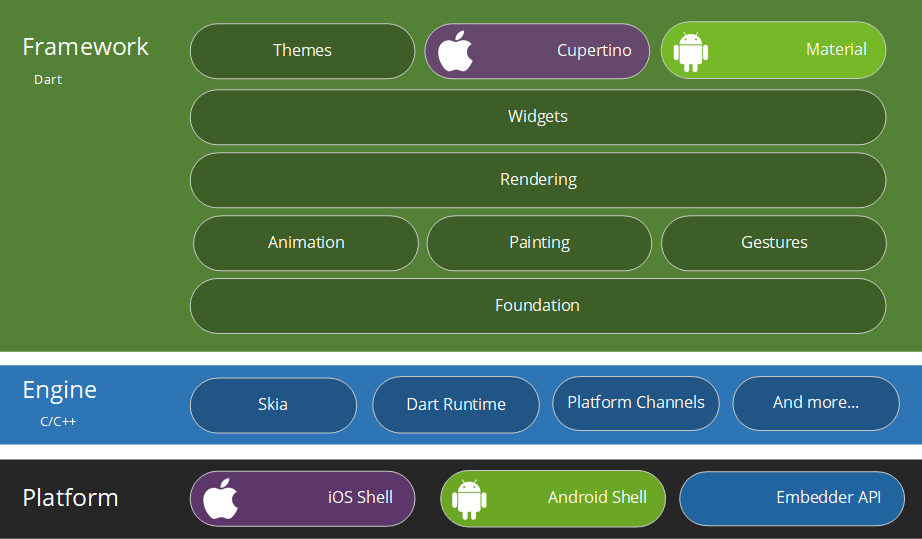 Framework
Dart
Themes
Cupertino
Material
Widgets
Rendering
Animation
Painting
Gestures
Foundation
Engine
C/C++
Skia
Dart Runtime
Platform Channels
And more...
Platform
iOS Shell
Android Shell
Embedder API